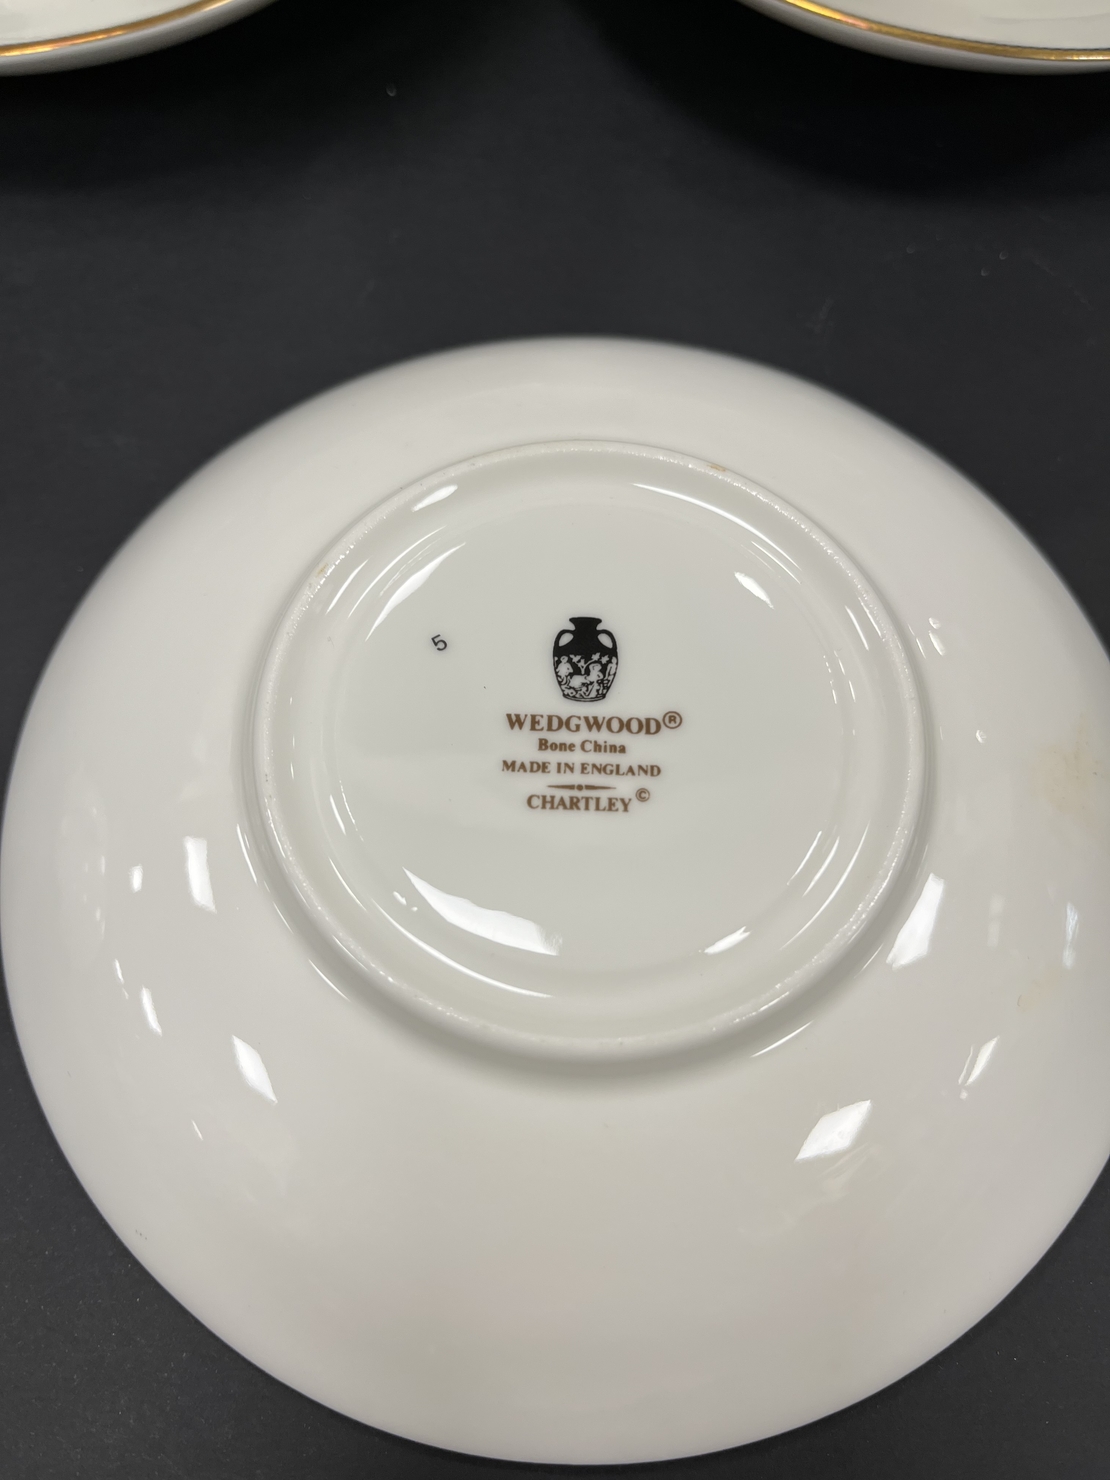 5
WEDGWOOD®
Bone China
MADE IN ENGLAND
CHARTLEY©